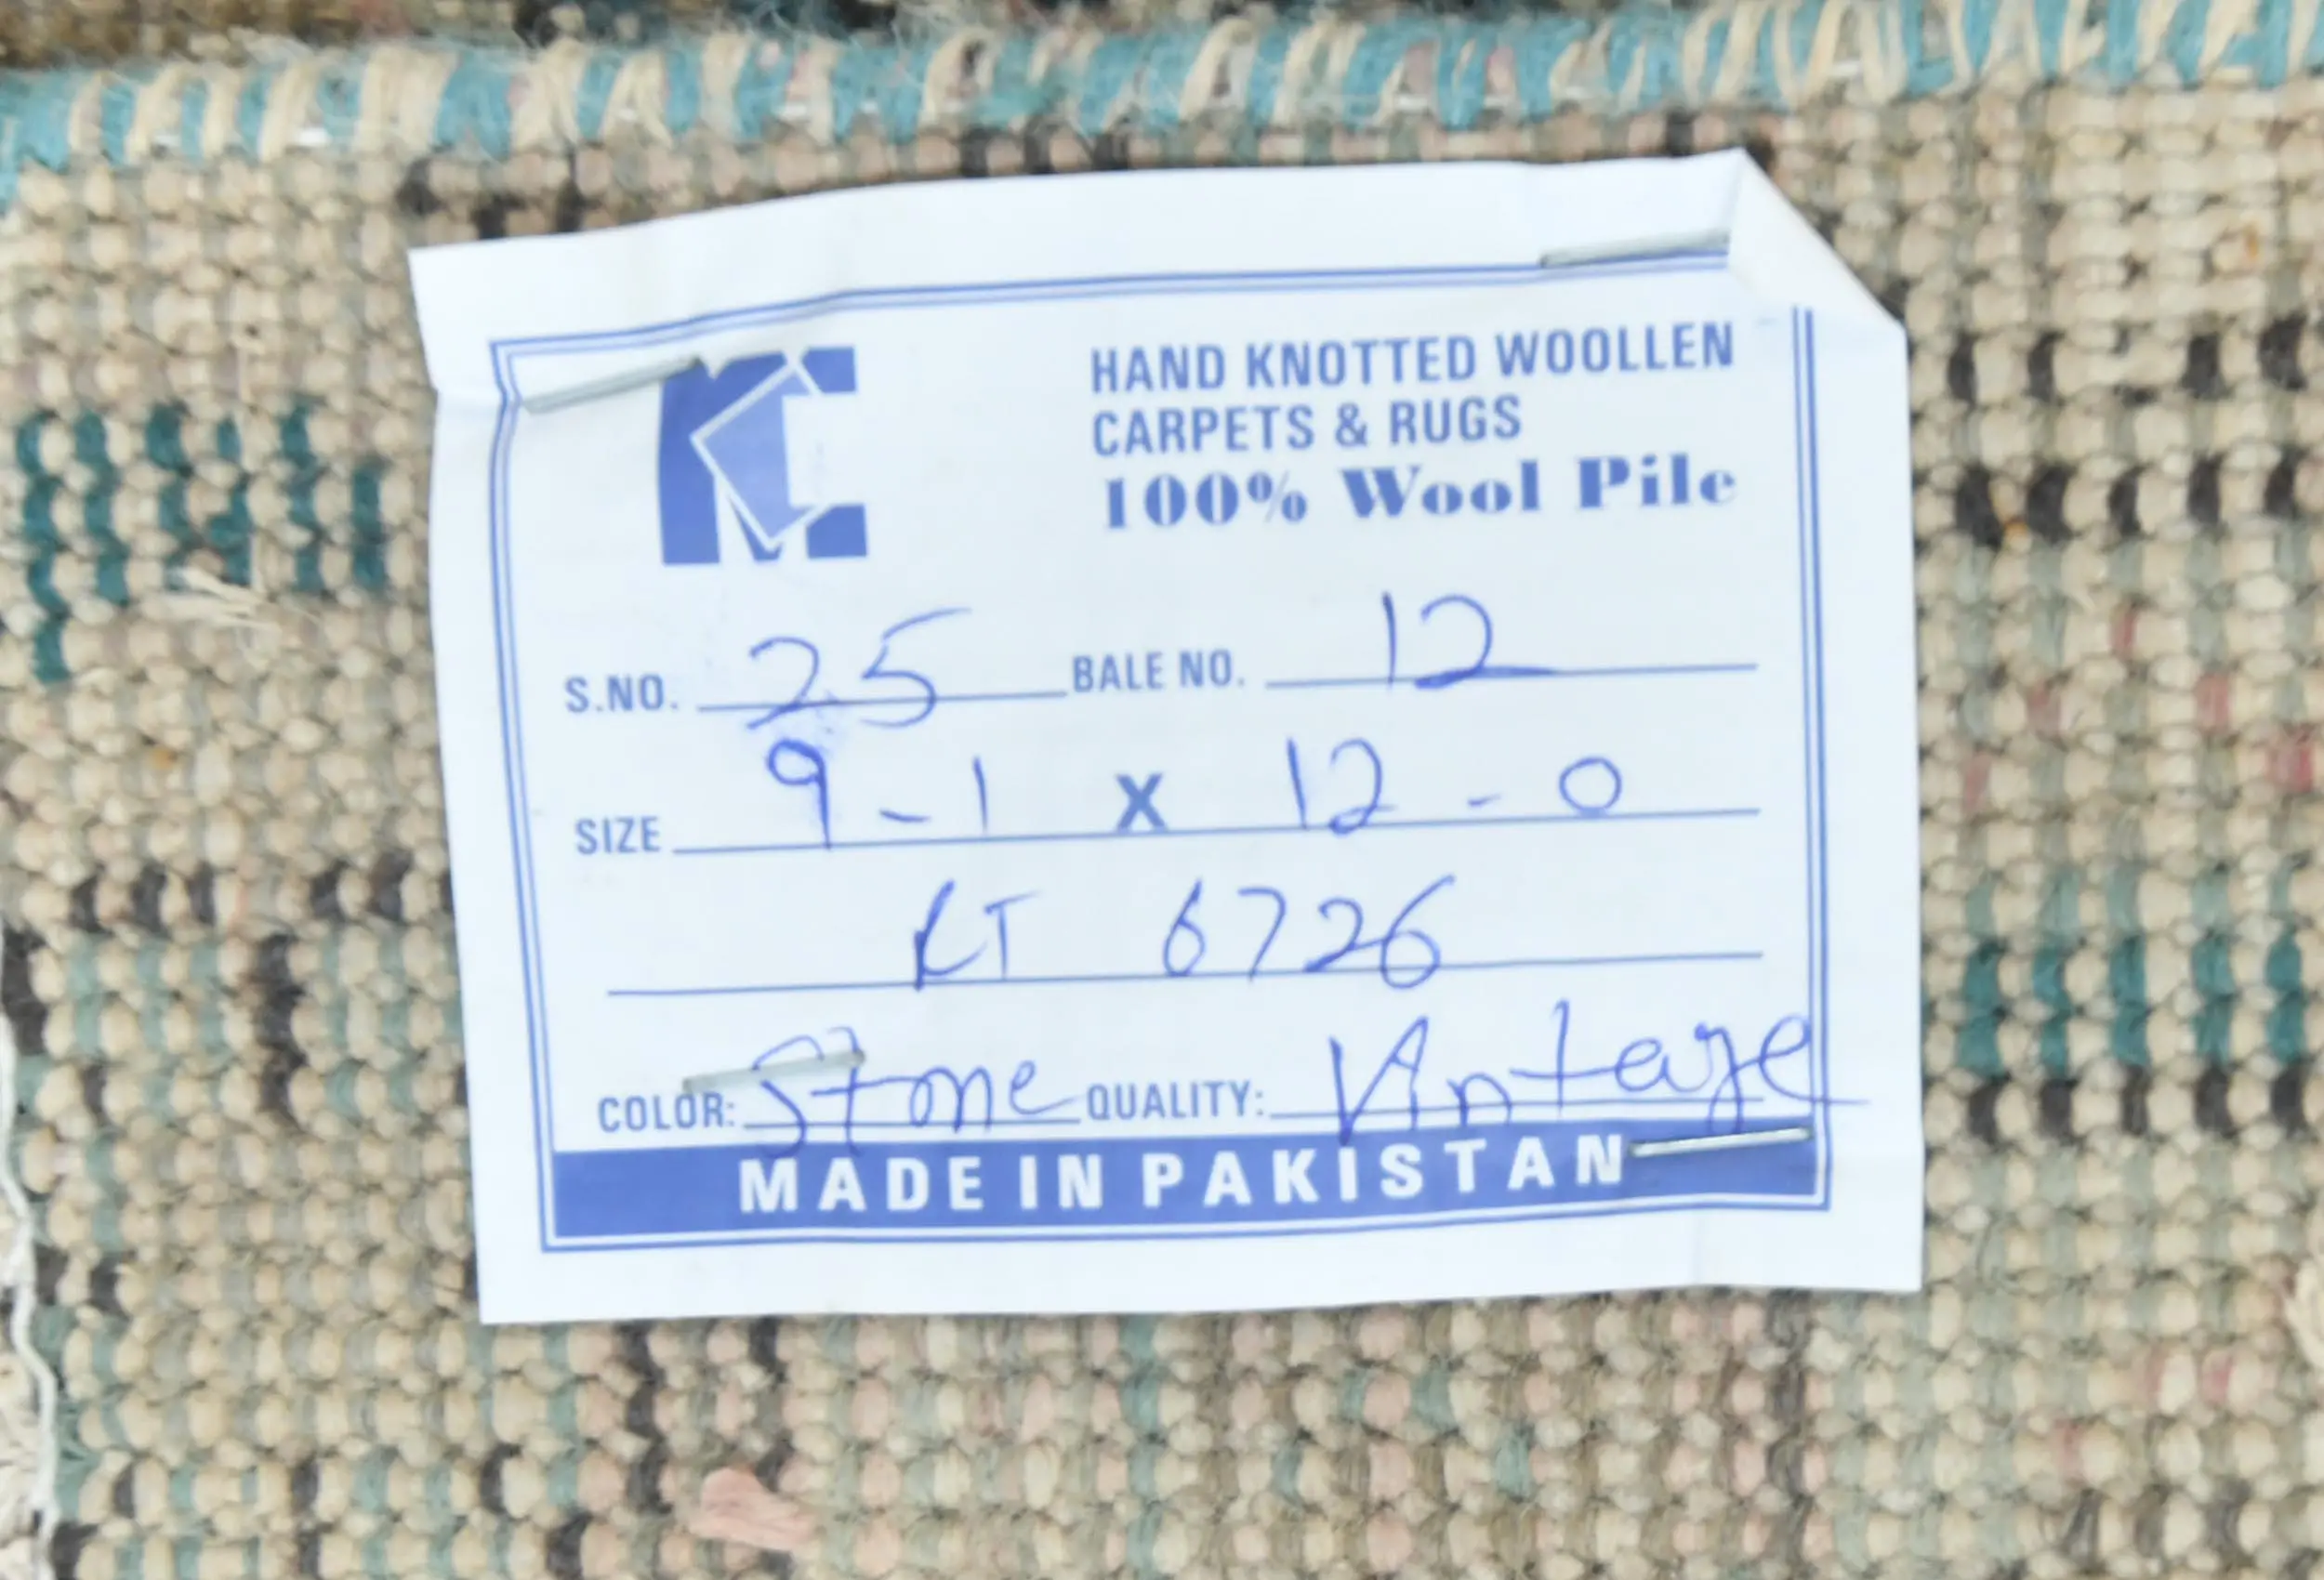 KC
HAND KNOTTED WOOLLEN
CARPETS & RUGS
100% Wool Pile
S.NO. 25 BALE NO. 12
SIZE 9-1 X 12-0
KT 6726
COLOR: Stone QUALITY: Vintage
MADE IN PAKISTAN